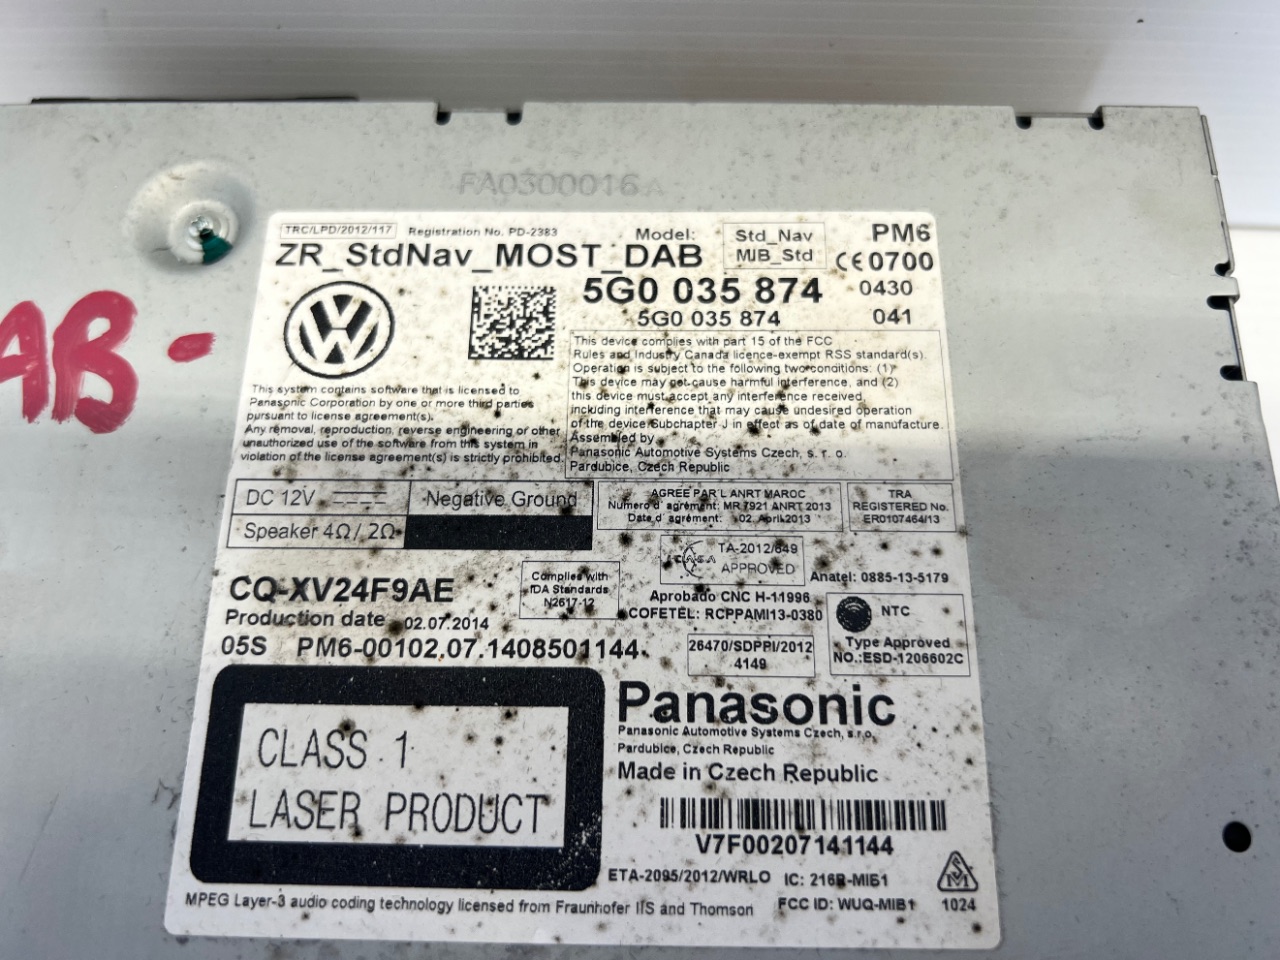 FA0300016A
AB-
TRC/LPD/2012/117 Registration No. PD-2383 Model: Std_Nav PM6
ZR_StdNav_MOST_DAB MIB_Std CE 0700
5G0 035 874 0430
5G0 035 874 041
This device complies with part 15 of the FCC
Rules and Industry Canada licence-exempt RSS standard(s).
Operation is subject to the following two conditions: (1)
This device may not cause harmful interference, and (2)
this device must accept any interference received,
including interference that may cause undesired operation
of the device.Subchapter J in effect as of date of manufacture.
Assembled by
Panasonic Automotive Systems Czech, s. r. o.
Pardubice, Czech Republic
This system contains software that is licensed to
Panasonic Corporation by one or more third parties
pursuant to license agreement(s).
Any removal, reproduction, reverse engineering or other
unauthorized use of the software from this system in
violation of the license agreement(s) is strictly prohibited.
DC 12V Negative Ground
Speaker 4Ω/2Ω
AGREE PAR L ANRT MAROC
Numero d' agrément: MR 7921 ANRT 2013
Date d' agrément: 02 April 2013
TRA
REGISTERED No.
ER0107464/13
ICASA TA-2012/649
APPROVED
CQ-XV24F9AE
Complies with
IDA Standards
N2517-12
Anatel: 0885-13-5179
Aprobado CNC H-11996
COFETEL: RCPPAMI13-0380
NTC
Type Approved
NO.:ESD-1206602C
Production date 02.07.2014
05S PM6-00102.07.1408501144
26470/SDPPI/2012
4149
CLASS 1
LASER PRODUCT
Panasonic
Panasonic Automotive Systems Czech, s.r.o.
Pardubice, Czech Republic
Made in Czech Republic
V7F00207141144
ETA-2095/2012/WRLO IC: 216B-MIB1
MPEG Layer-3 audio coding technology licensed from Fraunhofer IIS and Thomson FCC ID: WUQ-MIB1 1024